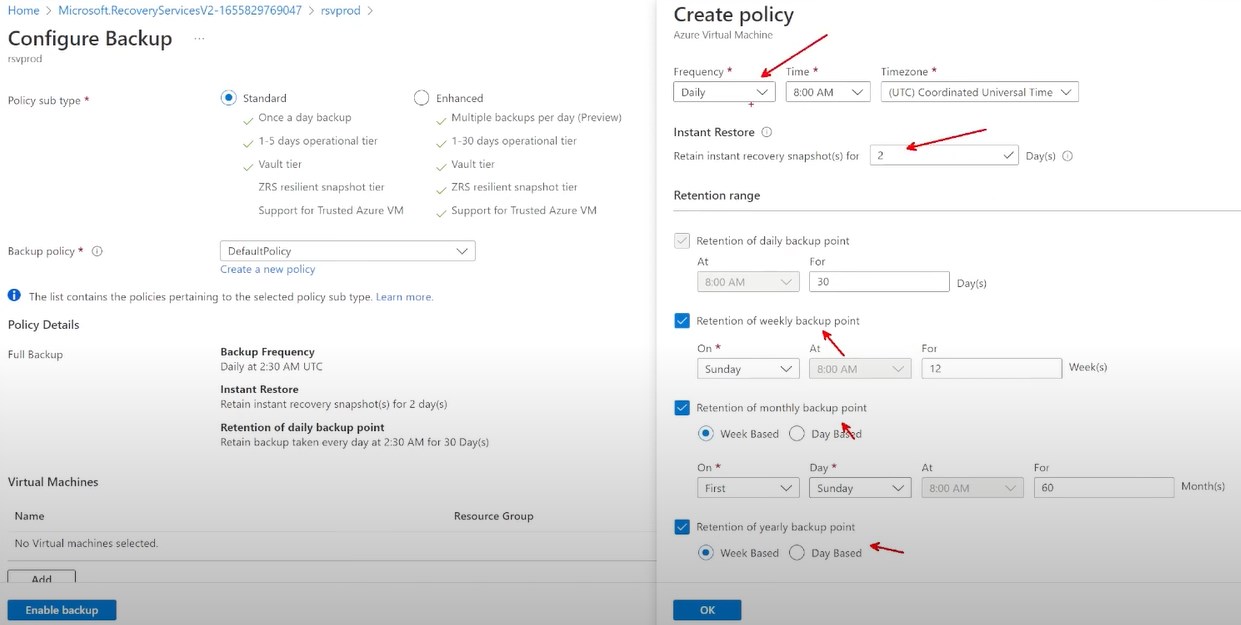 Home > Microsoft.RecoveryServicesV2-1655829769047 > rsvprod >
Configure Backup ...
rsvprod
Policy sub type *
Standard
Once a day backup
1-5 days operational tier
Vault tier
ZRS resilient snapshot tier
Support for Trusted Azure VM
Enhanced
Multiple backups per day (Preview)
1-30 days operational tier
Vault tier
ZRS resilient snapshot tier
Support for Trusted Azure VM
Backup policy *
DefaultPolicy
Create a new policy
The list contains the policies pertaining to the selected policy sub type. Learn more.
Policy Details
Full Backup
Backup Frequency
Daily at 2:30 AM UTC
Instant Restore
Retain instant recovery snapshot(s) for 2 day(s)
Retention of daily backup point
Retain backup taken every day at 2:30 AM for 30 Day(s)
Virtual Machines
Name Resource Group
No Virtual machines selected.
Add
Enable backup
Create policy
Azure Virtual Machine
Frequency * Time * Timezone *
Daily 8:00 AM (UTC) Coordinated Universal Time
Instant Restore
Retain instant recovery snapshot(s) for 2 Day(s)
Retention range
Retention of daily backup point
At For
8:00 AM 30 Day(s)
Retention of weekly backup point
On * At For
Sunday 8:00 AM 12 Week(s)
Retention of monthly backup point
Week Based Day Based
On * Day * At For
First Sunday 8:00 AM 60 Month(s)
Retention of yearly backup point
Week Based Day Based
OK